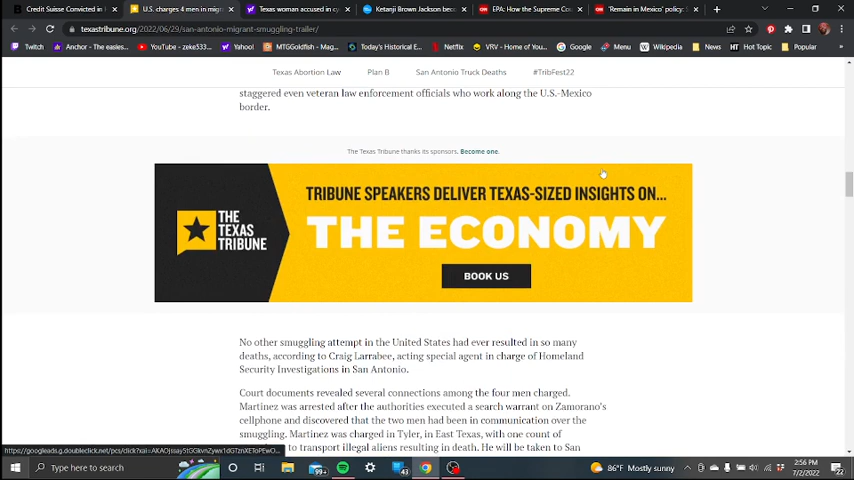 Credit Suisse Convicted in
U.S. charges 4 men in migran
Texas woman accused in cy
Ketanji Brown Jackson becom
EPA: How the Supreme Cou
'Remain in Mexico' policy: S
texastribune.org/2022/06/29/san-antonio-migrant-smuggling-trailer/
Twitch
Anchor - The easies...
YouTube - zeke533...
Yahoo!
MTGGoldfish - Mag...
Today's Historical E...
Netflix
VRV - Home of You...
Google
Menu
Wikipedia
News
Hot Topic
Popular
Texas Abortion Law
Plan B
San Antonio Truck Deaths
#TribFest22
staggered even veteran law enforcement officials who work along the U.S.-Mexico
border.
The Texas Tribune thanks its sponsors. Become one.
THE
TEXAS
TRIBUNE
TRIBUNE SPEAKERS DELIVER TEXAS-SIZED INSIGHTS ON...
THE ECONOMY
BOOK US
No other smuggling attempt in the United States had ever resulted in so many
deaths, according to Craig Larrabee, acting special agent in charge of Homeland
Security Investigations in San Antonio.
Court documents revealed several connections among the four men charged.
Martinez was arrested after the authorities executed a search warrant on Zamorano's
cellphone and discovered that the two men had been in communication over the
smuggling. Martinez was charged in Tyler, in East Texas, with one count of
to transport illegal aliens resulting in death. He will be taken to San
Type here to search
99+
43
86°F Mostly sunny
2:56 PM
7/2/2022
22